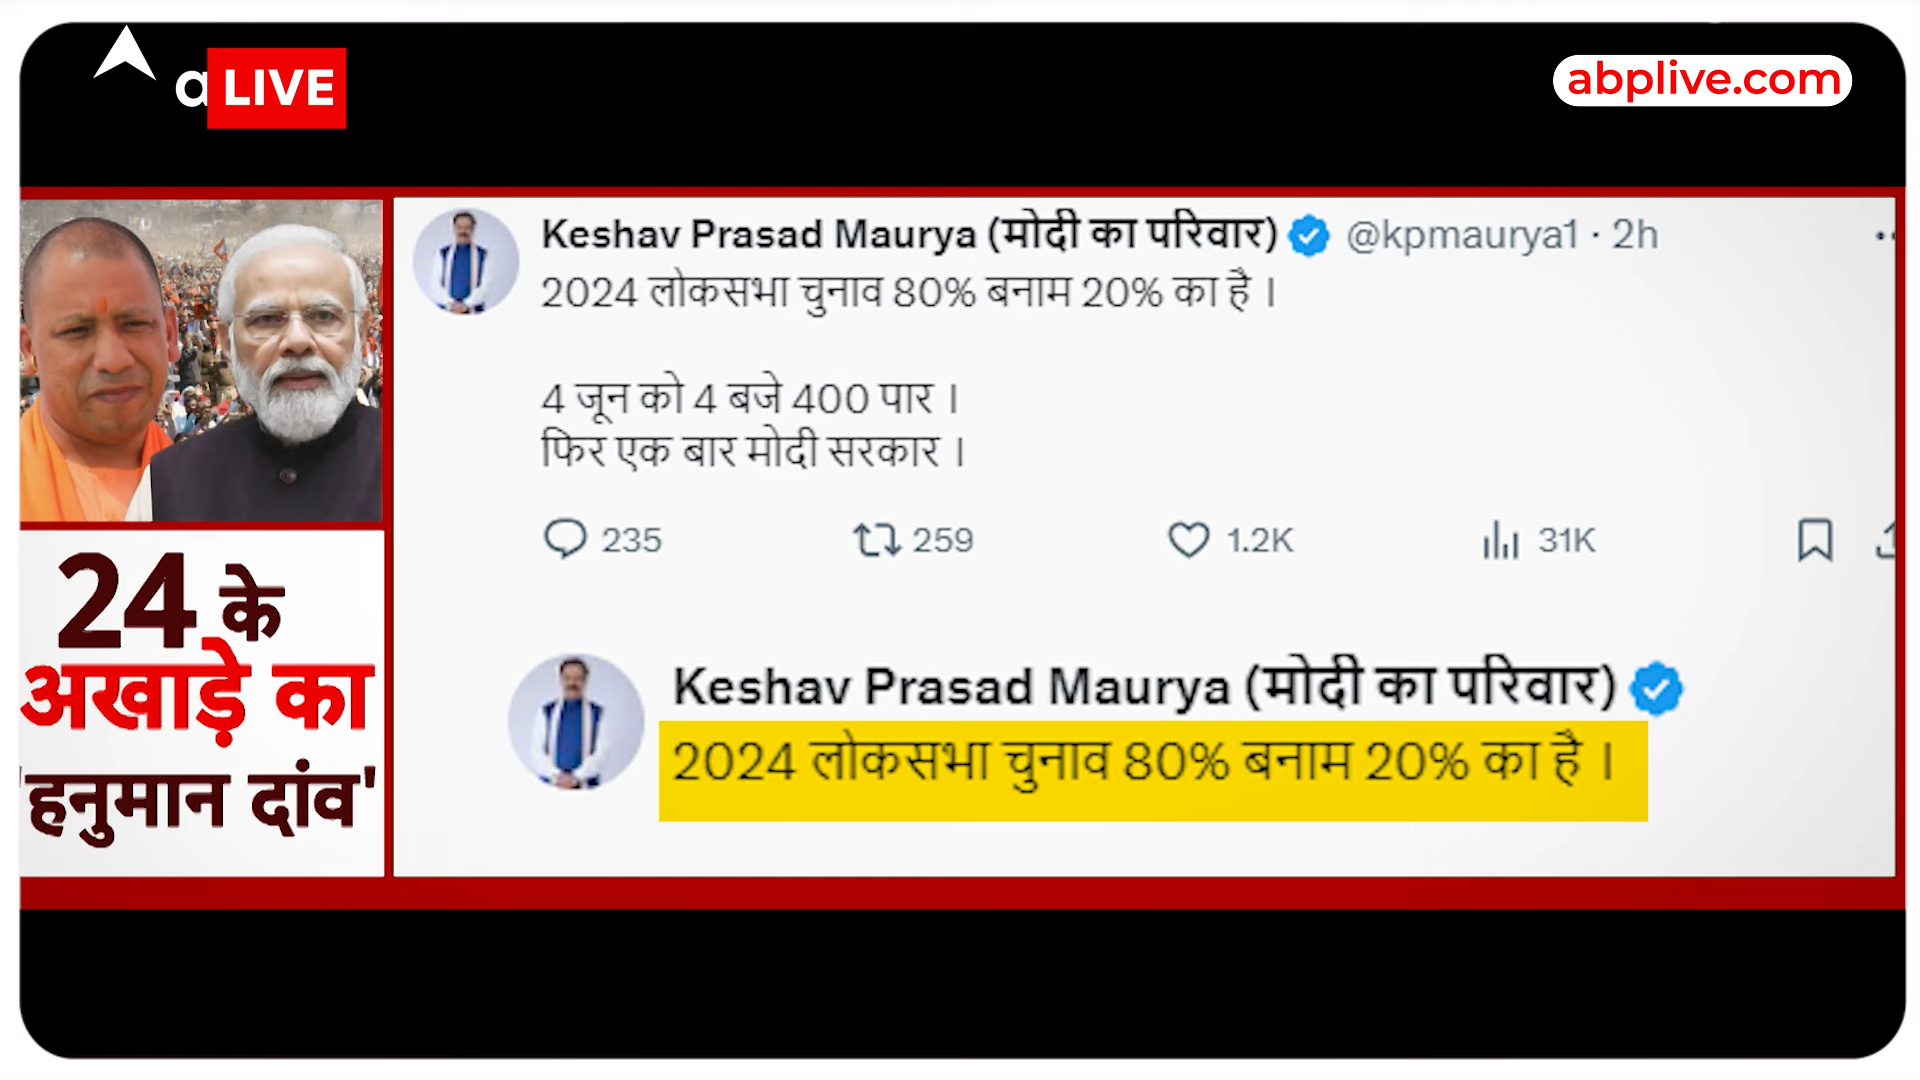 a LIVE
abplive.com
Keshav Prasad Maurya (मोदी का परिवार) @kpmaurya1 · 2h
2024 लोकसभा चुनाव 80% बनाम 20% का है ।
4 जून को 4 बजे 400 पार ।
फिर एक बार मोदी सरकार ।
235 259 1.2K 31K
Keshav Prasad Maurya (मोदी का परिवार)
2024 लोकसभा चुनाव 80% बनाम 20% का है ।
24 के
अखाड़े का
'हनुमान दांव'